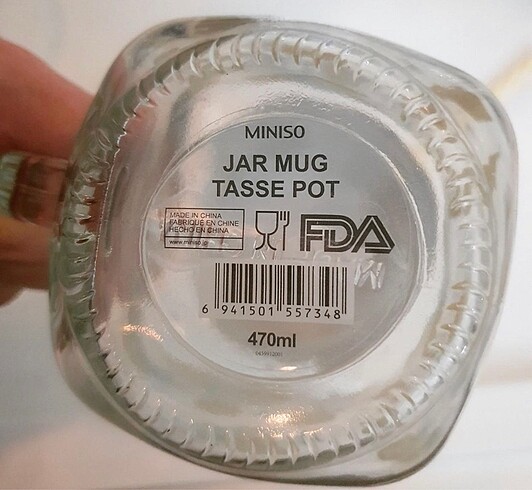 MINISO
JAR MUG
TASSE POT
MADE IN CHINA
FABRIQUÉ EN CHINE
HECHO EN CHINA
www.miniso.jp
FDA
6 941501 557348
470ml